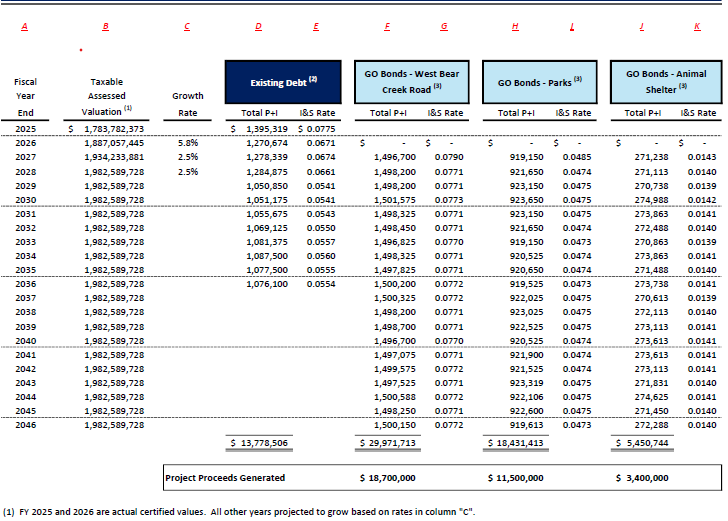 A B C D E F G H I J K
Existing Debt (2) GO Bonds - West Bear Creek Road (3) GO Bonds - Parks (3) GO Bonds - Animal Shelter (3)
Fiscal Taxable
Year Assessed Growth
End Valuation (1) Rate Total P+I I&S Rate Total P+I I&S Rate Total P+I I&S Rate Total P+I I&S Rate
2025 $ 1,783,782,373 $ 1,395,319 $ 0.0775
2026 1,887,057,445 5.8% 1,270,674 0.0671 $ - $ - $ - $ - $ - $ -
2027 1,934,233,881 2.5% 1,278,339 0.0674 1,496,700 0.0790 919,150 0.0485 271,238 0.0143
2028 1,982,589,728 2.5% 1,284,875 0.0661 1,498,200 0.0771 921,650 0.0474 271,113 0.0140
2029 1,982,589,728 1,050,850 0.0541 1,498,200 0.0771 923,150 0.0475 270,738 0.0139
2030 1,982,589,728 1,051,175 0.0541 1,501,575 0.0773 923,650 0.0475 274,988 0.0142
2031 1,982,589,728 1,055,675 0.0543 1,498,325 0.0771 923,150 0.0475 273,863 0.0141
2032 1,982,589,728 1,069,125 0.0550 1,498,450 0.0771 921,650 0.0474 272,488 0.0140
2033 1,982,589,728 1,081,375 0.0557 1,496,825 0.0770 919,150 0.0473 270,863 0.0139
2034 1,982,589,728 1,087,500 0.0560 1,498,325 0.0771 920,525 0.0474 273,863 0.0141
2035 1,982,589,728 1,077,500 0.0555 1,497,825 0.0771 920,650 0.0474 271,488 0.0140
2036 1,982,589,728 1,076,100 0.0554 1,500,200 0.0772 919,525 0.0473 273,738 0.0141
2037 1,982,589,728 1,500,325 0.0772 922,025 0.0475 270,613 0.0139
2038 1,982,589,728 1,498,200 0.0771 923,025 0.0475 272,113 0.0140
2039 1,982,589,728 1,498,700 0.0771 922,525 0.0475 273,113 0.0141
2040 1,982,589,728 1,496,700 0.0770 920,525 0.0474 273,613 0.0141
2041 1,982,589,728 1,497,075 0.0771 921,900 0.0474 273,613 0.0141
2042 1,982,589,728 1,499,575 0.0772 921,525 0.0474 273,113 0.0141
2043 1,982,589,728 1,497,525 0.0771 923,319 0.0475 271,831 0.0140
2044 1,982,589,728 1,500,588 0.0772 922,106 0.0475 274,625 0.0141
2045 1,982,589,728 1,498,250 0.0771 922,600 0.0475 271,450 0.0140
2046 1,982,589,728 1,500,150 0.0772 919,613 0.0473 272,288 0.0140
$ 13,778,506 $ 29,971,713 $ 18,431,413 $ 5,450,744
Project Proceeds Generated $ 18,700,000 $ 11,500,000 $ 3,400,000
(1) FY 2025 and 2026 are actual certified values. All other years projected to grow based on rates in column "C".